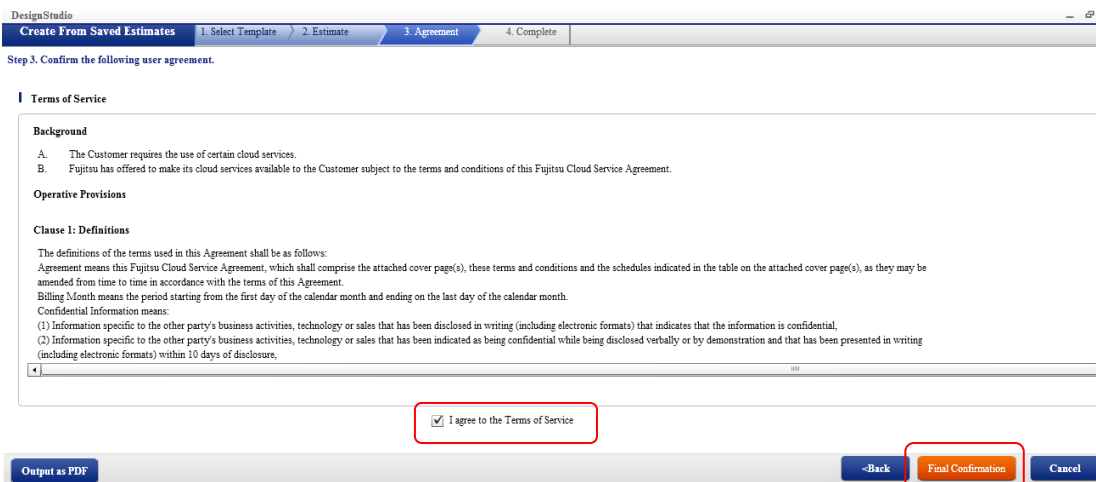 DesignStudio
Create From Saved Estimates 1. Select Template 2. Estimate 3. Agreement 4. Complete
Step 3. Confirm the following user agreement.
Terms of Service
Background
A. The Customer requires the use of certain cloud services.
B. Fujitsu has offered to make its cloud services available to the Customer subject to the terms and conditions of this Fujitsu Cloud Service Agreement.
Operative Provisions
Clause 1: Definitions
The definitions of the terms used in this Agreement shall be as follows:
Agreement means this Fujitsu Cloud Service Agreement, which shall comprise the attached cover page(s), these terms and conditions and the schedules indicated in the table on the attached cover page(s), as they may be
amended from time to time in accordance with the terms of this Agreement.
Billing Month means the period starting from the first day of the calendar month and ending on the last day of the calendar month.
Confidential Information means:
(1) Information specific to the other party's business activities, technology or sales that has been disclosed in writing (including electronic formats) that indicates that the information is confidential,
(2) Information specific to the other party's business activities, technology or sales that has been indicated as being confidential while being disclosed verbally or by demonstration and that has been presented in writing
(including electronic formats) within 10 days of disclosure,
I agree to the Terms of Service
Output as PDF <Back Final Confirmation Cancel